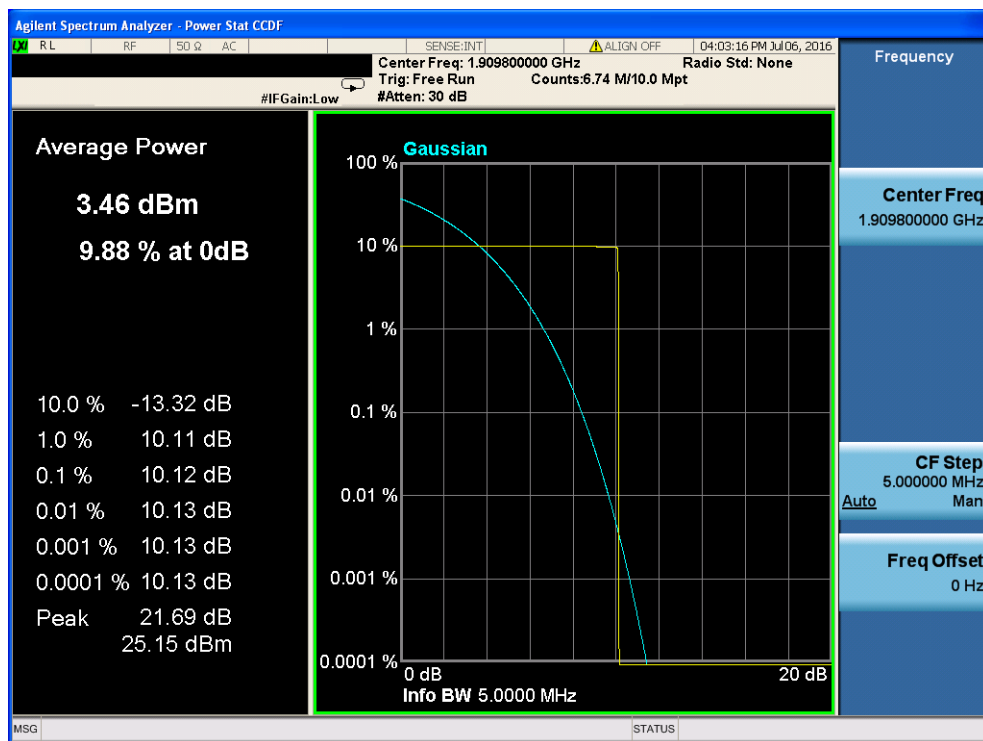 Agilent Spectrum Analyzer - Power Stat CCDF
LXI RL RF 50 Ω AC SENSE:INT ALIGN OFF 04:03:16 PM Jul 06, 2016
Center Freq: 1.909800000 GHz Radio Std: None
Trig: Free Run Counts:6.74 M/10.0 Mpt
#IFGain:Low #Atten: 30 dB
Frequency
Average Power
3.46 dBm
9.88 % at 0dB
10.0 % -13.32 dB
1.0 % 10.11 dB
0.1 % 10.12 dB
0.01 % 10.13 dB
0.001 % 10.13 dB
0.0001 % 10.13 dB
Peak 21.69 dB
25.15 dBm
Gaussian
100 %
10 %
1 %
0.1 %
0.01 %
0.001 %
0.0001 %
0 dB 20 dB
Info BW 5.0000 MHz
Center Freq
1.909800000 GHz
CF Step
5.000000 MHz
Auto Man
Freq Offset
0 Hz
MSG STATUS